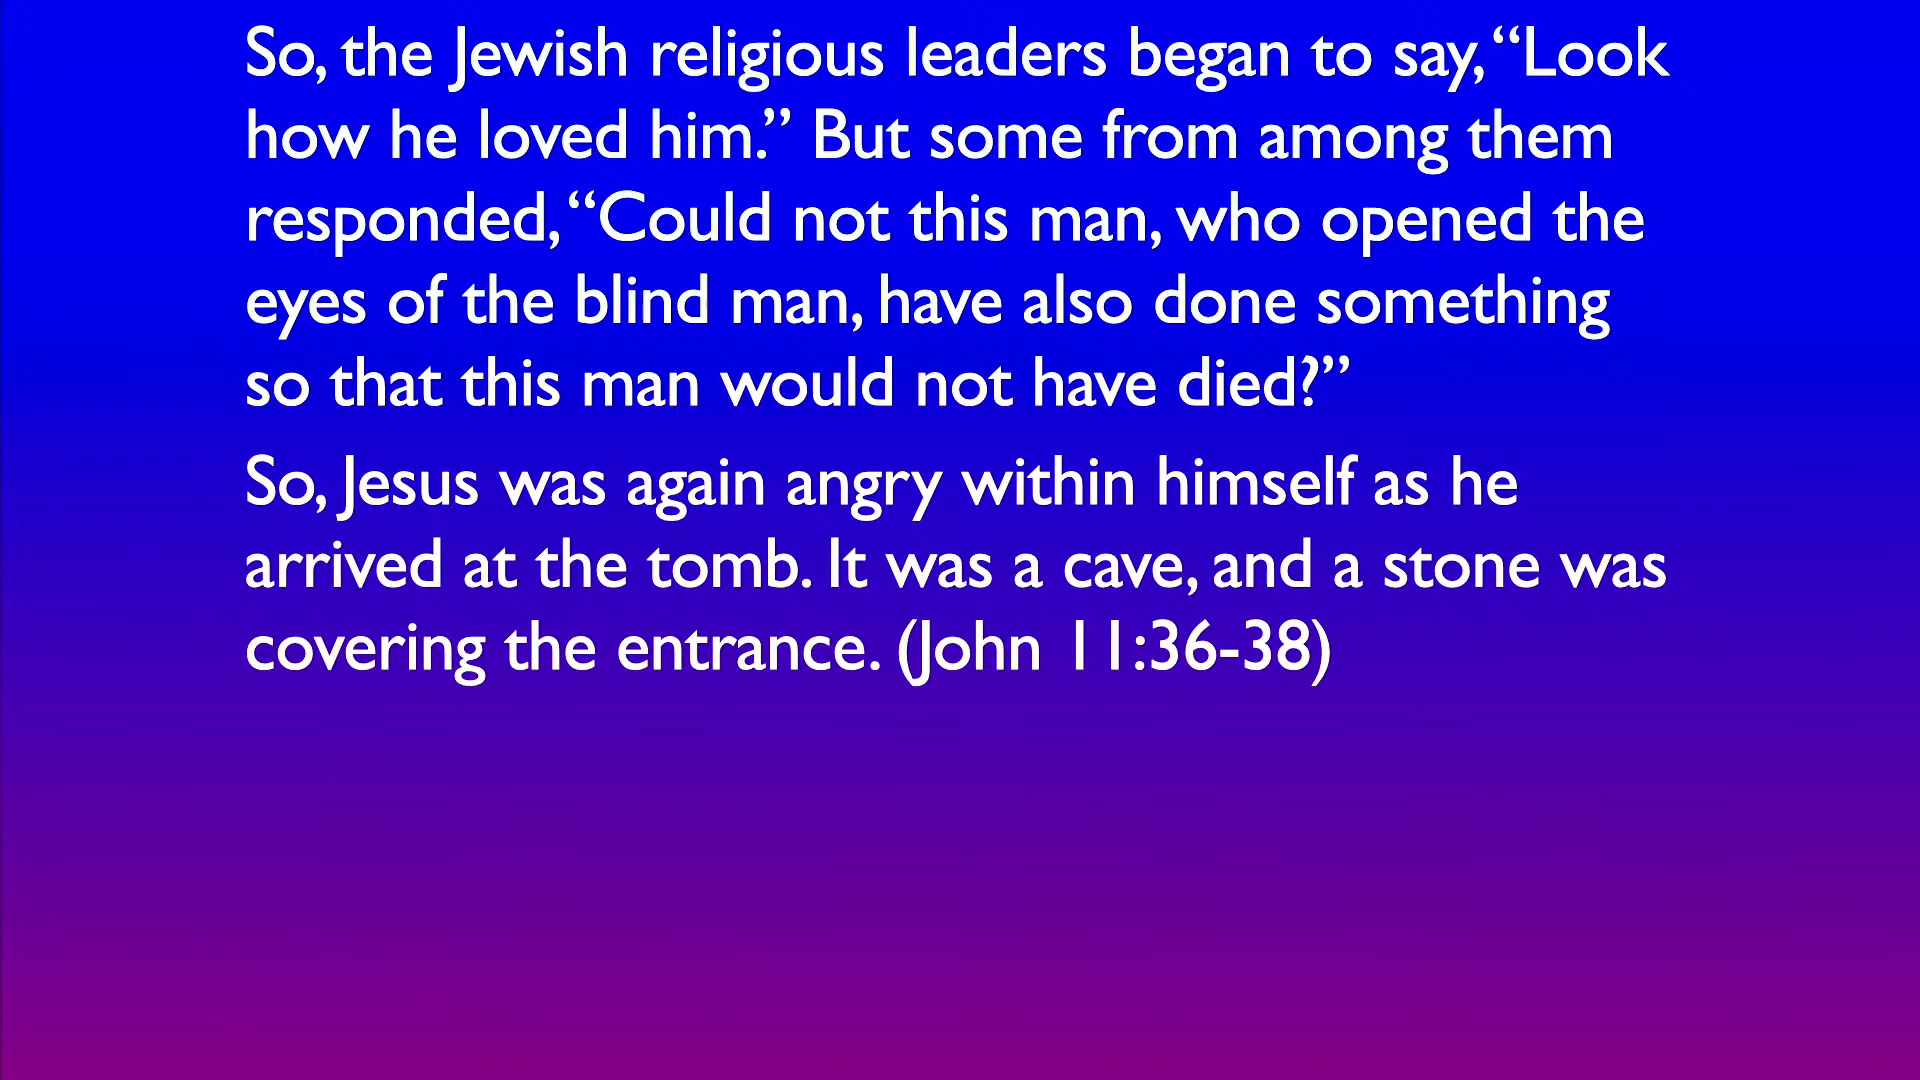 So, the Jewish religious leaders began to say, “Look
how he loved him.” But some from among them
responded, “Could not this man, who opened the
eyes of the blind man, have also done something
so that this man would not have died?”
So, Jesus was again angry within himself as he
arrived at the tomb. It was a cave, and a stone was
covering the entrance. (John 11:36-38)